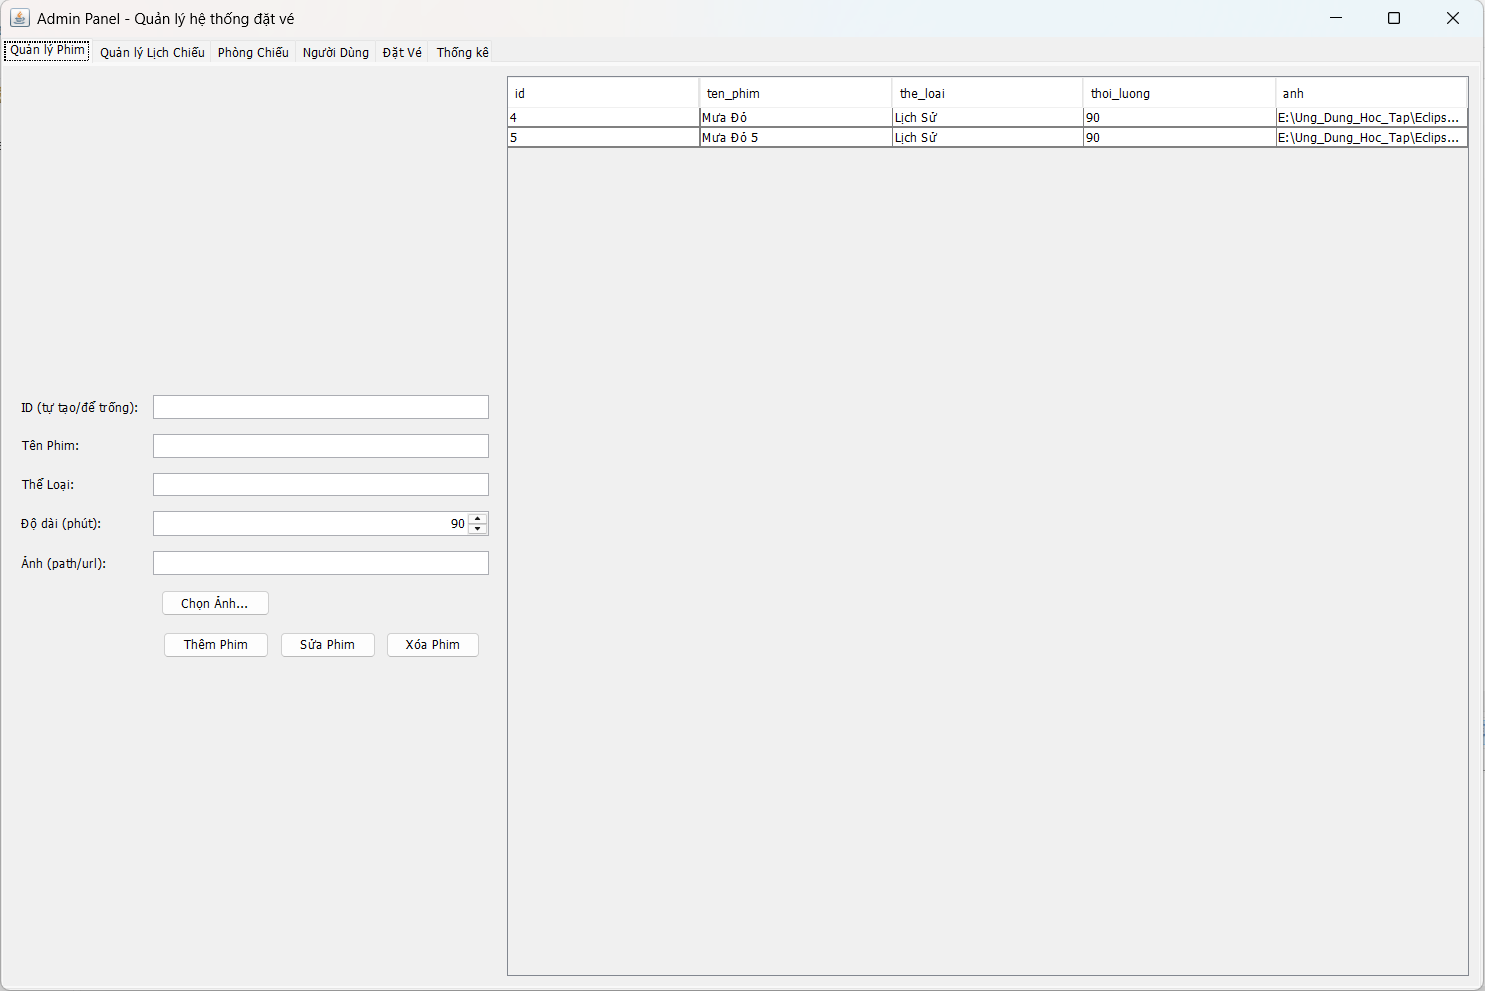 Admin Panel - Quản lý hệ thống đặt vé
Quản lý Phim Quản lý Lịch Chiếu Phòng Chiếu Người Dùng Đặt Vé Thống kê
id ten_phim the_loai thoi_luong anh
4 Mưa Đỏ Lịch Sử 90 E:\Ung_Dung_Hoc_Tap\Eclips...
5 Mưa Đỏ 5 Lịch Sử 90 E:\Ung_Dung_Hoc_Tap\Eclips...
ID (tự tạo/để trống):
Tên Phim:
Thể Loại:
Độ dài (phút): 90
Ảnh (path/url):
Chọn Ảnh...
Thêm Phim Sửa Phim Xóa Phim